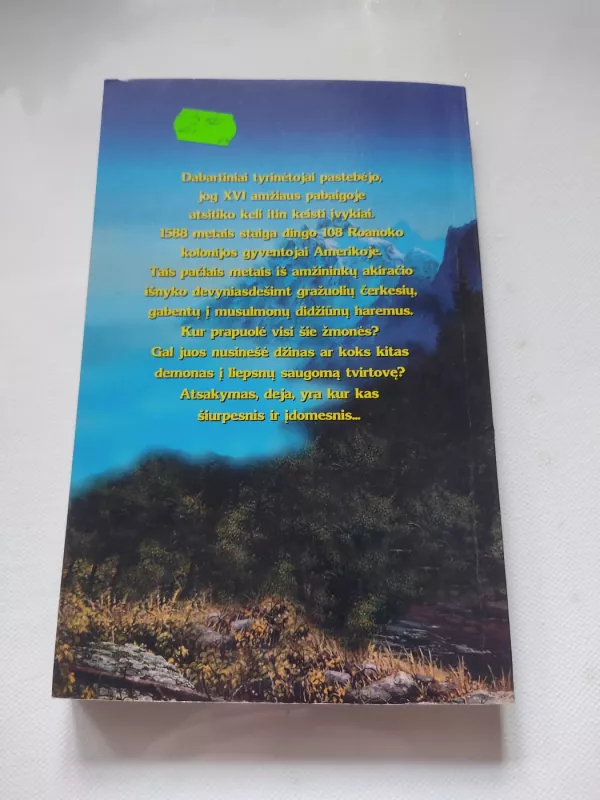 Dabartiniai tyrinėtojai pastebėjo,
jog XVI amžiaus pabaigoje
atsitiko keli itin keisti įvykiai.
1588 metais staiga dingo 108 Roanoko
kolonijos gyventojai Amerikoje.
Tais pačiais metais iš amžininkų akiračio
išnyko devyniasdešimt gražuolių čerkesių,
gabentų į musulmonų didžiūnų haremus.
Kur prapuolė visi šie žmonės?
Gal juos nusinešė džinas ar koks kitas
demonas į liepsnų saugomą tvirtovę?
Atsakymas, deja, yra kur kas
šiurpesnis ir įdomesnis...